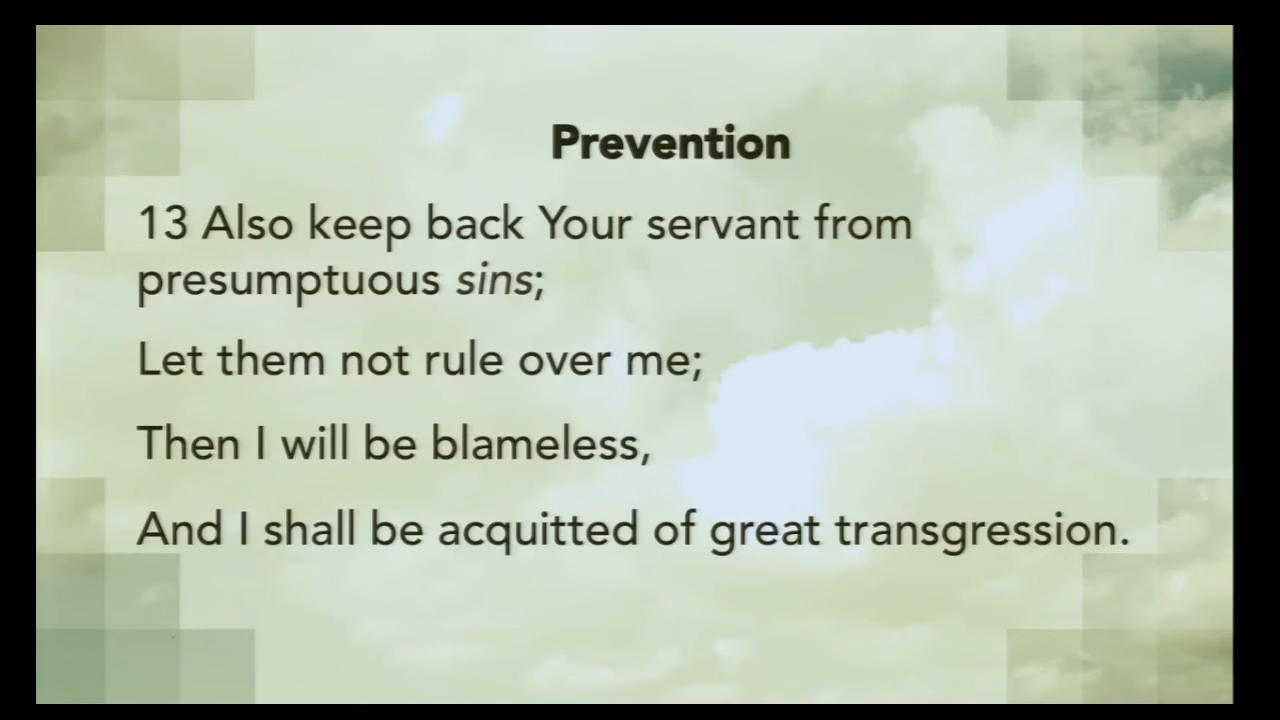 Prevention
13 Also keep back Your servant from
presumptuous sins;
Let them not rule over me;
Then I will be blameless,
And I shall be acquitted of great transgression.